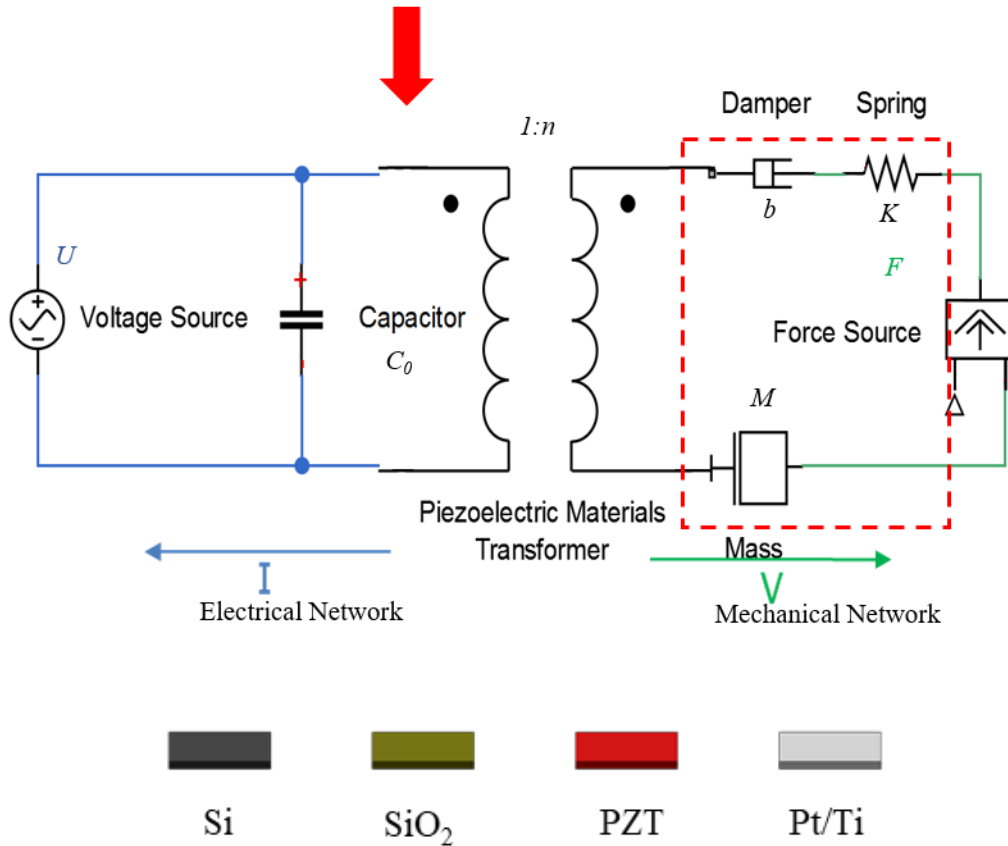 Damper Spring
1:n
b K
U
F
Voltage Source
Capacitor
Force Source
C₀
M
Piezoelectric Materials
Transformer
Mass
I
V
Electrical Network
Mechanical Network
Si
SiO₂
PZT
Pt/Ti